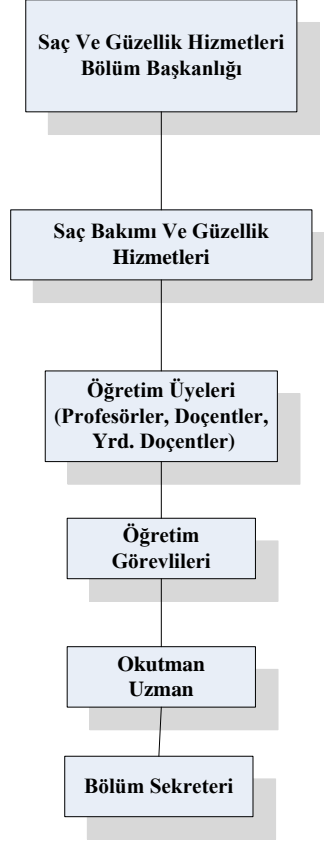 Saç Ve Güzellik Hizmetleri
Bölüm Başkanlığı
Saç Bakımı Ve Güzellik
Hizmetleri
Öğretim Üyeleri
(Profesörler, Doçentler,
Yrd. Doçentler)
Öğretim
Görevlileri
Okutman
Uzman
Bölüm Sekreteri